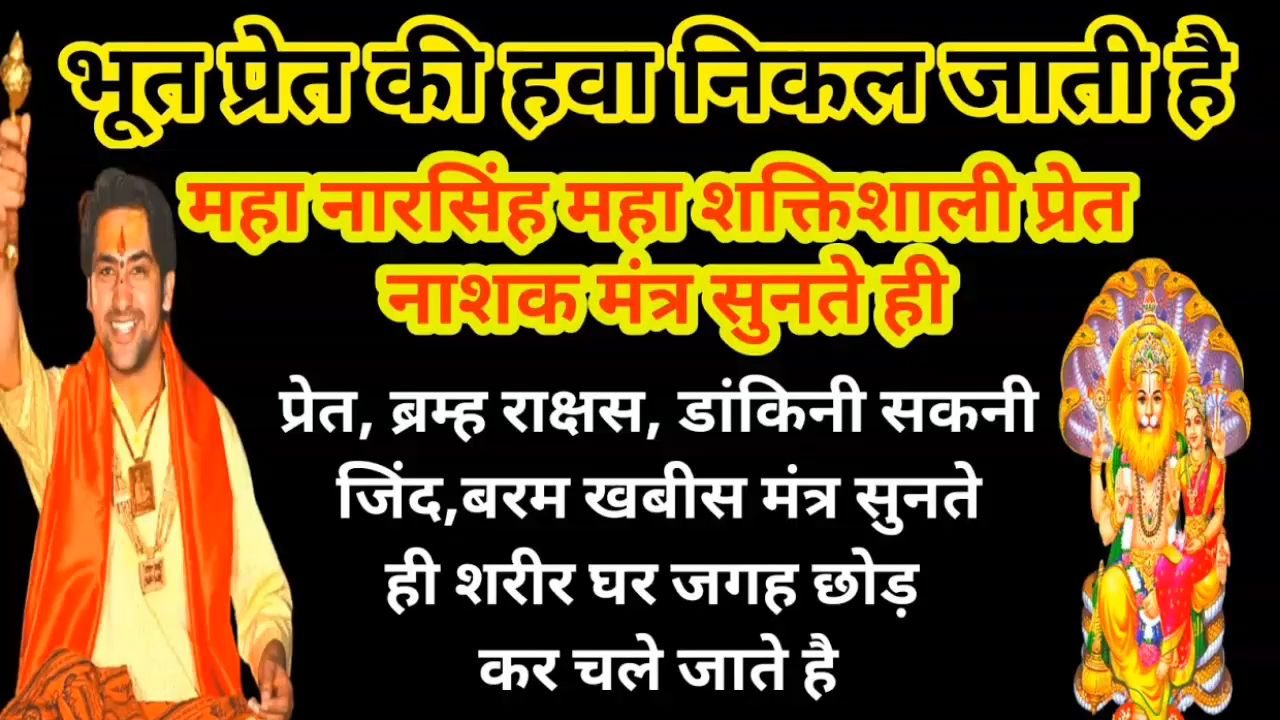 भूत प्रेत की हवा निकल जाती है
महा नारसिंह महा शक्तिशाली प्रेत
नाशक मंत्र सुनते ही
प्रेत, ब्रम्ह राक्षस, डांकिनी सकनी
जिंद,बरम खबीस मंत्र सुनते
ही शरीर घर जगह छोड़
कर चले जाते है